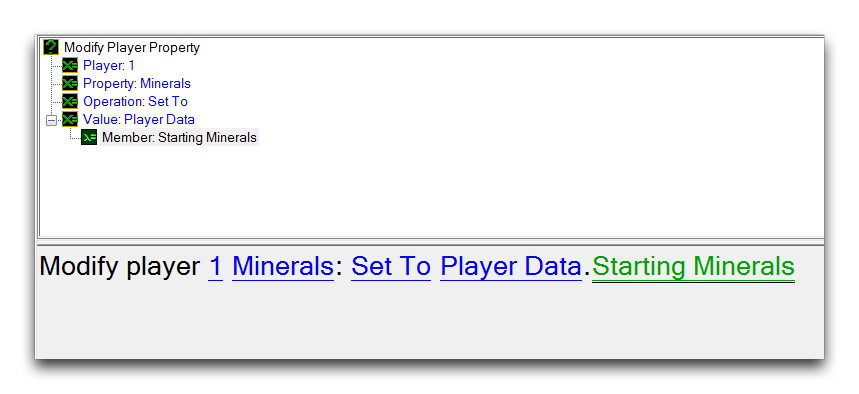 Modify Player Property
Player: 1
Property: Minerals
Operation: Set To
Value: Player Data
Member: Starting Minerals
Modify player 1 Minerals: Set To Player Data.Starting Minerals